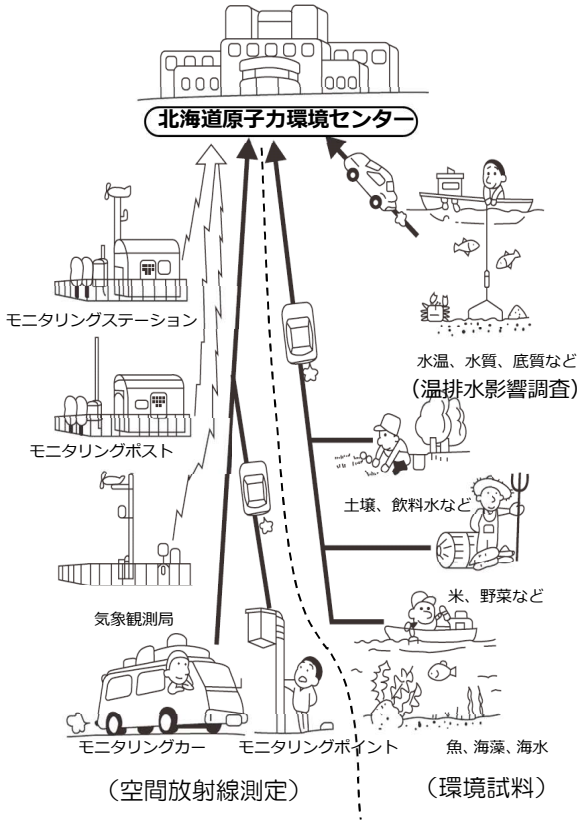 北海道原子力環境センター
モニタリングステーション
水温、水質、底質など
（温排水影響調査）
モニタリングポスト
土壌、飲料水など
米、野菜など
気象観測局
モニタリングカー
モニタリングポイント
魚、海藻、海水
（空間放射線測定）
（環境試料）